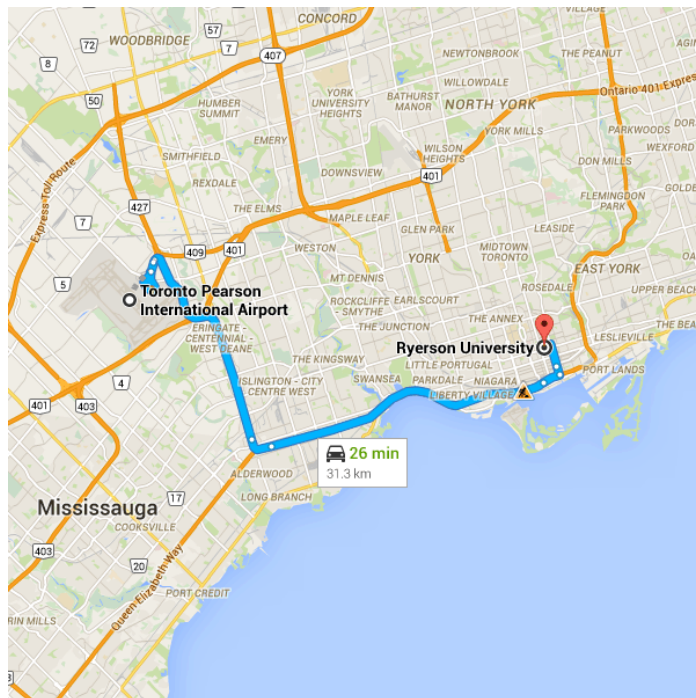 CONCORD
VILLAGE
57
27
72
WOODBRIDGE
7
407
NEWTONBROOK
THE PEANUT
AGIN
8
YORK
UNIVERSITY
HEIGHTS
BATHURST
MANOR
WILLOWDALE
Ontario 401 Express
50
HUMBER
SUMMIT
NORTH YORK
EMERY
YORK MILLS
PARKWOODS
WEXFORD
SMITHFIELD
WILSON
HEIGHTS
DOWNSVIEW
DON MILLS
REXDALE
401
Express Toll Route
427
THE ELMS
MAPLE LEAF
FLEMINGDON
PARK
GOLDE
7
GLEN PARK
LEASIDE
409
401
WESTON
YORK
MIDTOWN
TORONTO
EAST YORK
5
MT DENNIS
ROSEDALE
UPPER BEACH
Toronto Pearson
International Airport
ROCKCLIFFE
- SMYTHE
EARLSCOURT
THE ANNEX
THE BEA
ERINGATE -
CENTENNIAL
-WEST DEANE
THE JUNCTION
LESLIEVILLE
Ryerson University
THE KINGSWAY
LITTLE PORTUGAL
PORT LANDS
4
ISLINGTON - CITY
CENTRE WEST
SWANSEA
PARKDALE
NIAGARA
LIBERTY VILLAGE
401
403
26 min
31.3 km
ALDERWOOD
LONG BRANCH
17
Mississauga
COOKSVILLE
403
20
Queen Elizabeth Way
PORT CREDIT
RIN MILLS